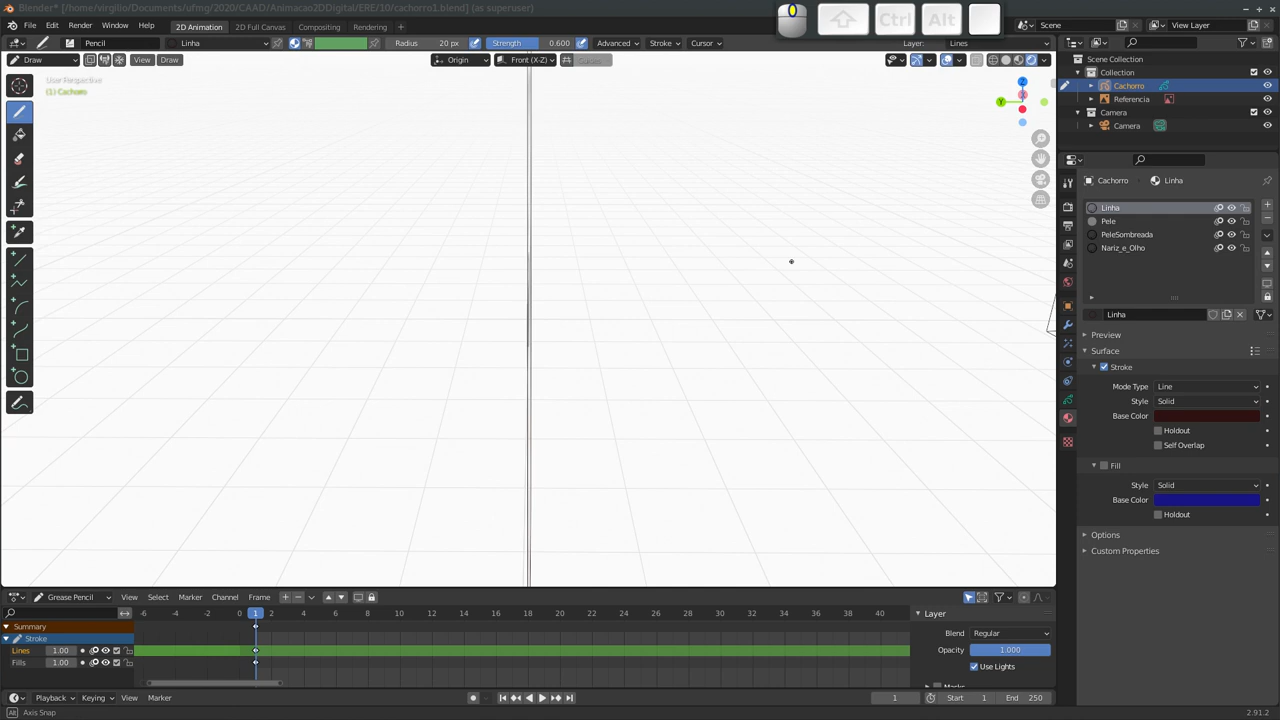 Blender* [/home/virgilio/Documents/ufmg/2020/CAAD/Animacao2DDigital/ERE/10/cachorro1.blend] (as superuser)
File Edit Render Window Help 2D Animation 2D Full Canvas Compositing Rendering Ctrl Alt Scene View Layer
Pencil Linha Radius 20 px Strength 0.600 Advanced Stroke Cursor Layer: Lines
Draw View Draw Origin Front (X-Z) Guides
User Perspective
(1) Cachorro
Z
Y
X
Scene Collection
Collection
Cachorro
Referencia
Camera
Camera
Cachorro Linha
Linha
Pele
PeleSombreada
Nariz_e_Olho
Linha
Preview
Surface
Stroke
Mode Type Line
Style Solid
Base Color
Holdout
Self Overlap
Fill
Style Solid
Base Color
Holdout
Options
Custom Properties
Grease Pencil View Select Marker Channel Frame
-6 -4 -2 0 1 2 4 6 8 10 12 14 16 18 20 22 24 26 28 30 32 34 36 38 40
Summary
Stroke
Lines 1.00
Fills 1.00
Layer
Blend Regular
Opacity 1.000
Use Lights
Masks
Playback Keying View Marker 1 Start 1 End 250
Alt Axis Snap 2.91.2